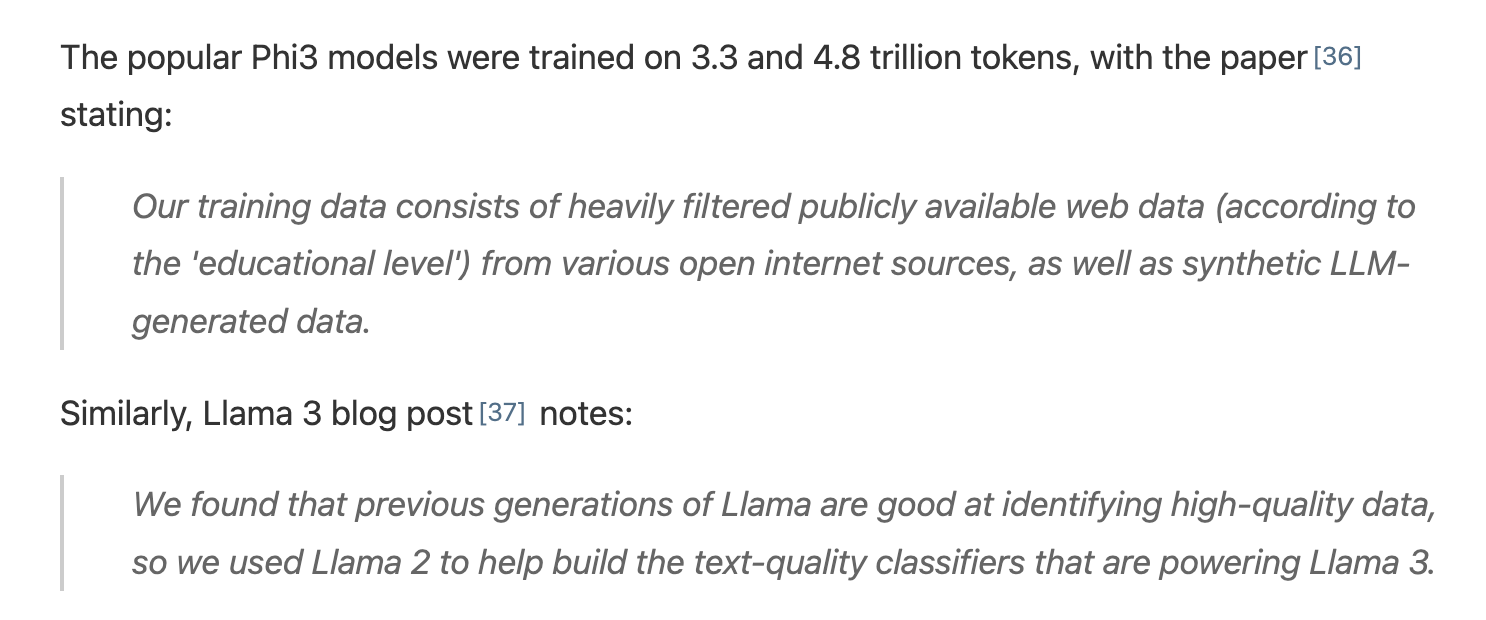 The popular Phi3 models were trained on 3.3 and 4.8 trillion tokens, with the paper [36]
stating:
Our training data consists of heavily filtered publicly available web data (according to
the 'educational level') from various open internet sources, as well as synthetic LLM-
generated data.
Similarly, Llama 3 blog post [37] notes:
We found that previous generations of Llama are good at identifying high-quality data,
so we used Llama 2 to help build the text-quality classifiers that are powering Llama 3.